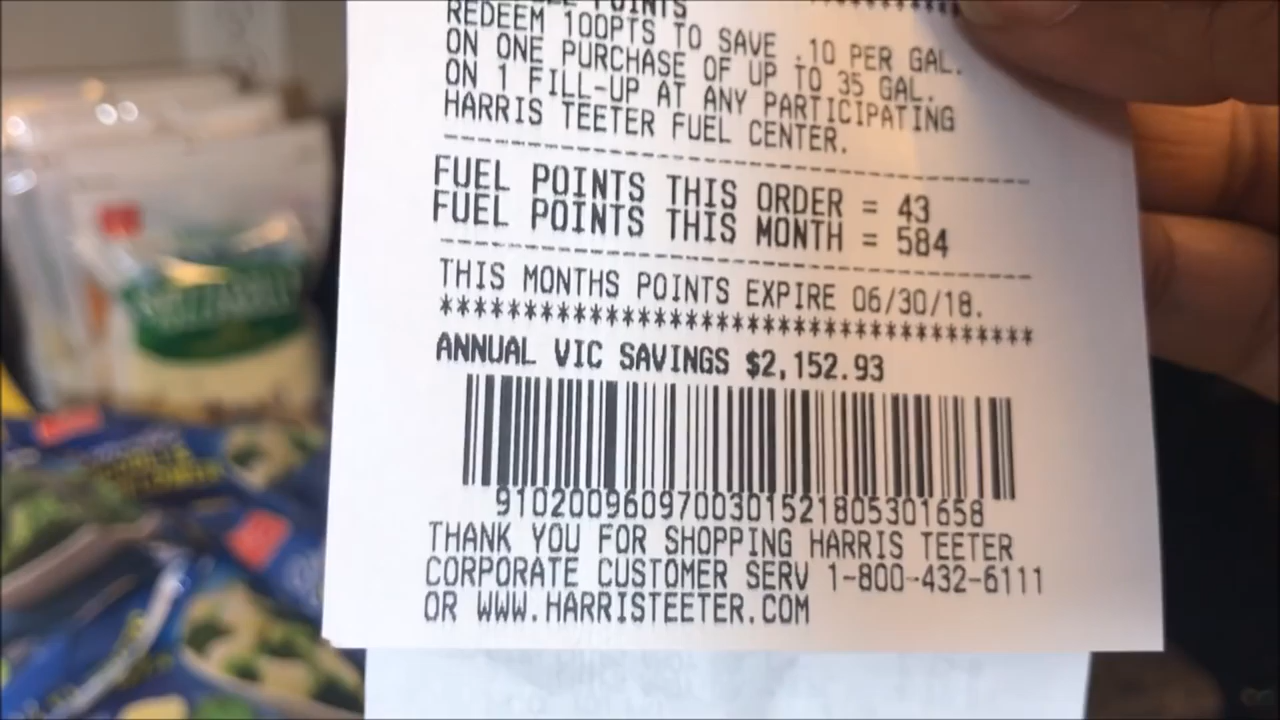 POINTS
REDEEM 100PTS TO SAVE .10 PER GAL.
ON ONE PURCHASE OF UP TO 35 GAL.
ON 1 FILL-UP AT ANY PARTICIPATING
HARRIS TEETER FUEL CENTER.
--------------------------------
FUEL POINTS THIS ORDER = 43
FUEL POINTS THIS MONTH = 584
--------------------------------
THIS MONTHS POINTS EXPIRE 06/30/18.
************************************
ANNUAL VIC SAVINGS $2,152.93
910200960970030152180530​1658
THANK YOU FOR SHOPPING HARRIS TEETER
CORPORATE CUSTOMER SERV 1-800-432-6111
OR WWW.HARRISTEETER.COM